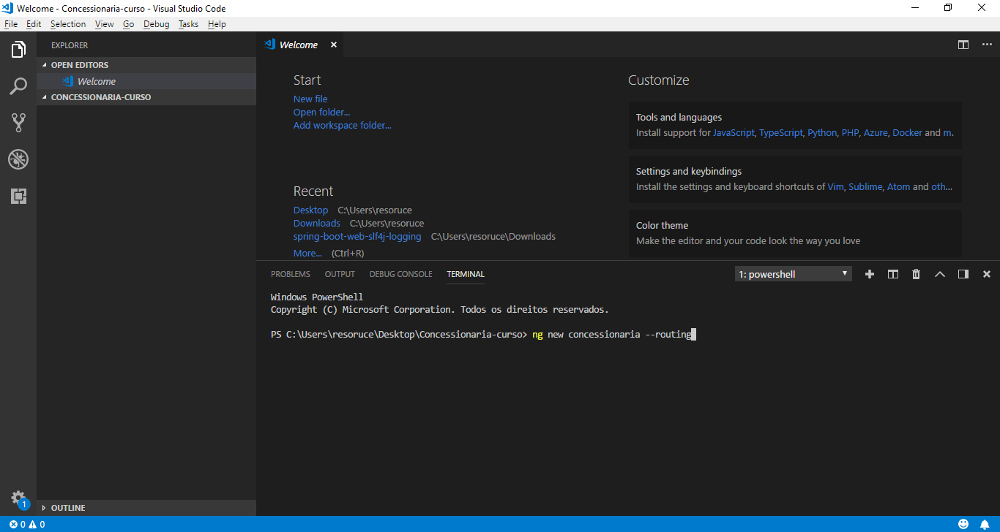 Welcome - Concessionaria-curso - Visual Studio Code
File Edit Selection View Go Debug Tasks Help
EXPLORER
OPEN EDITORS
Welcome
CONCESSIONARIA-CURSO
OUTLINE
Welcome
Start
New file
Open folder...
Add workspace folder...
Recent
Desktop C:\Users\resoruce
Downloads C:\Users\resoruce
spring-boot-web-slf4j-logging C:\Users\resoruce\Downloads
More... (Ctrl+R)
Customize
Tools and languages
Install support for JavaScript, TypeScript, Python, PHP, Azure, Docker and m.
Settings and keybindings
Install the settings and keyboard shortcuts of Vim, Sublime, Atom and oth...
Color theme
Make the editor and your code look the way you love
PROBLEMS OUTPUT DEBUG CONSOLE TERMINAL
1: powershell
Windows PowerShell
Copyright (C) Microsoft Corporation. Todos os direitos reservados.
PS C:\Users\resoruce\Desktop\Concessionaria-curso> ng new concessionaria --routing
1
0 0